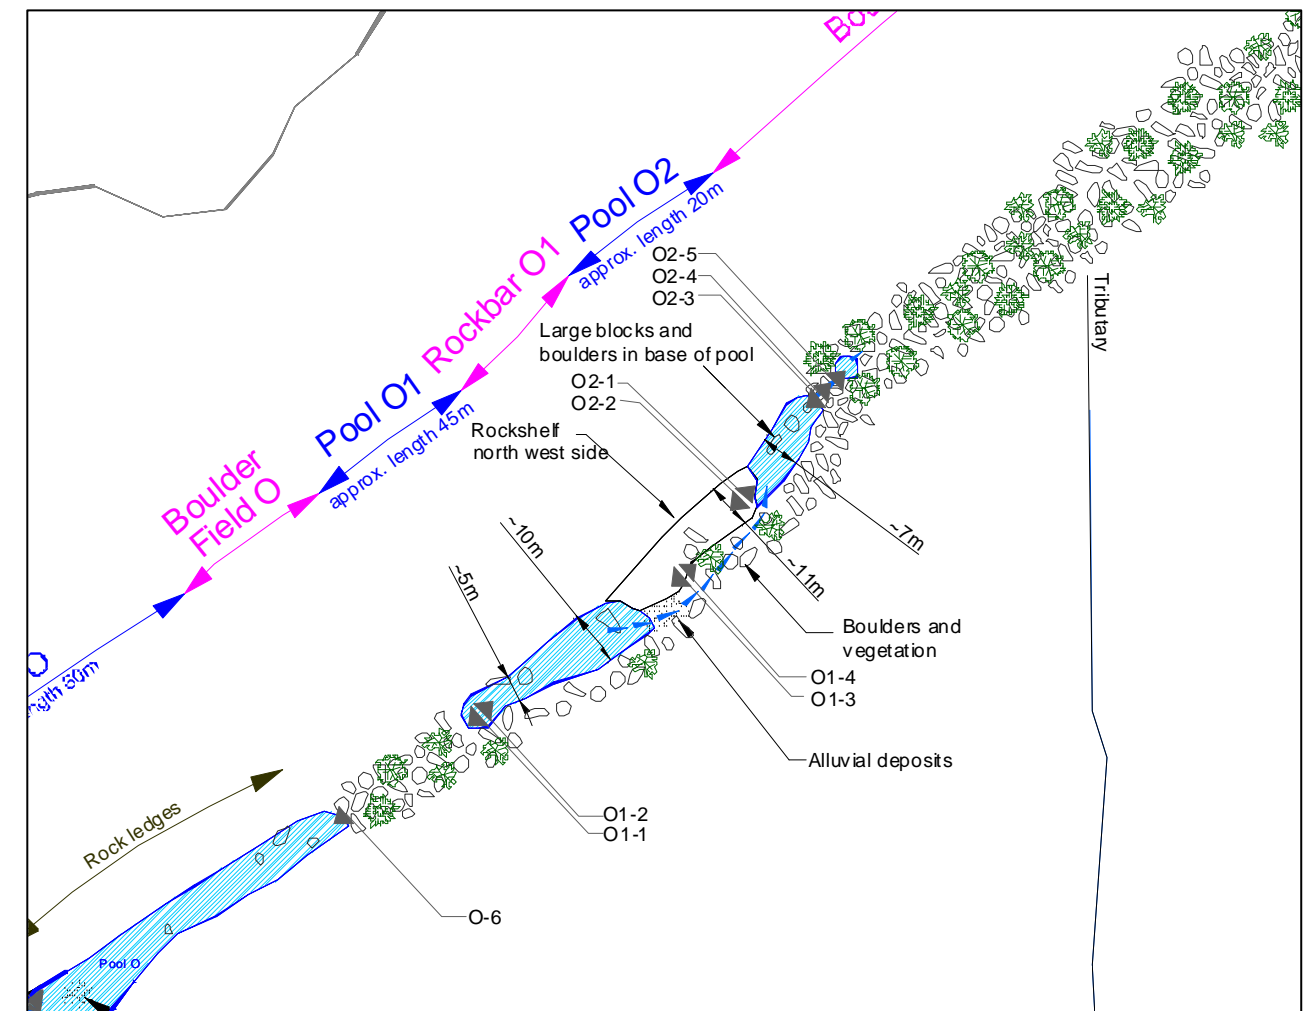 Bou
Pool O2
approx. length 20m
Rockbar O1
O2-5
O2-4
O2-3
Tributary
Large blocks and
boulders in base of pool
Pool O1
approx. length 45m
O2-1
O2-2
Rockshelf
north west side
Boulder
Field O
~10m
~7m
~5m
~11m
Boulders and
vegetation
O
ngth 60m
O1-4
O1-3
Alluvial deposits
O1-2
O1-1
Rock ledges
O-6
Pool O